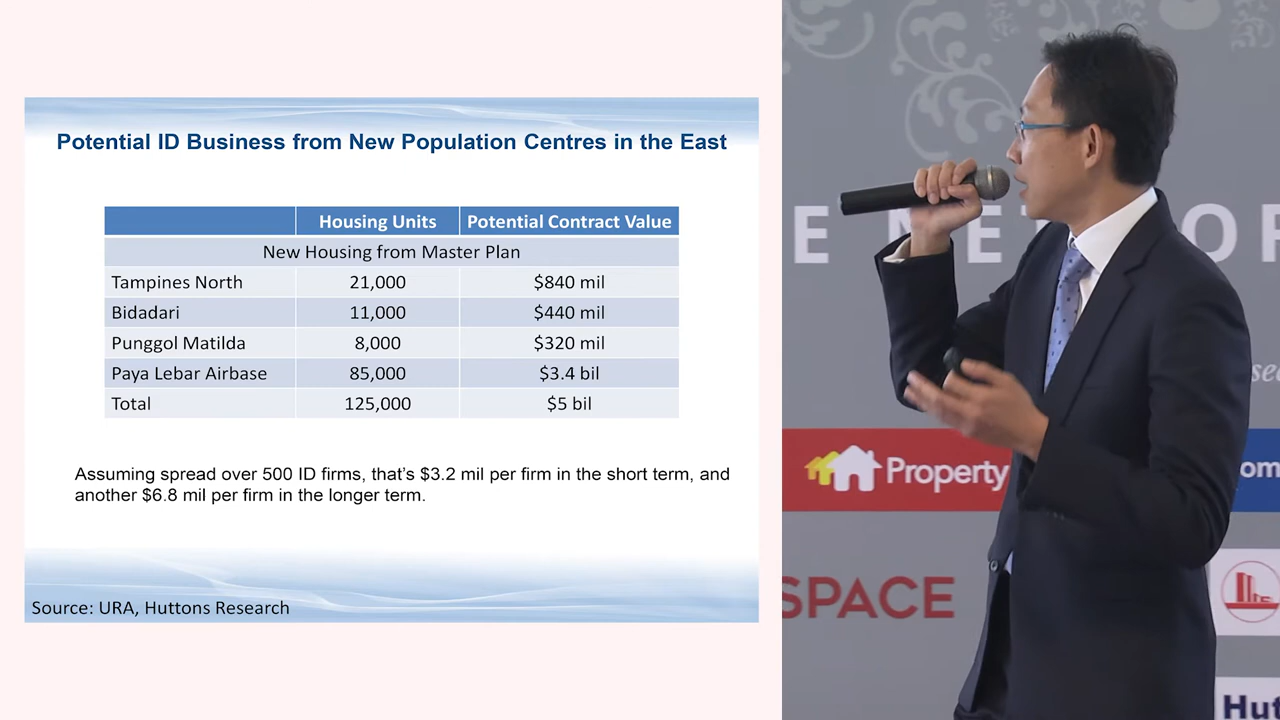 Potential ID Business from New Population Centres in the East
Housing Units Potential Contract Value
New Housing from Master Plan
Tampines North 21,000 $840 mil
Bidadari 11,000 $440 mil
Punggol Matilda 8,000 $320 mil
Paya Lebar Airbase 85,000 $3.4 bil
Total 125,000 $5 bil
Assuming spread over 500 ID firms, that's $3.2 mil per firm in the short term, and
another $6.8 mil per firm in the longer term.
Source: URA, Huttons Research
E NETWOR
Property
om
SPACE
Hut